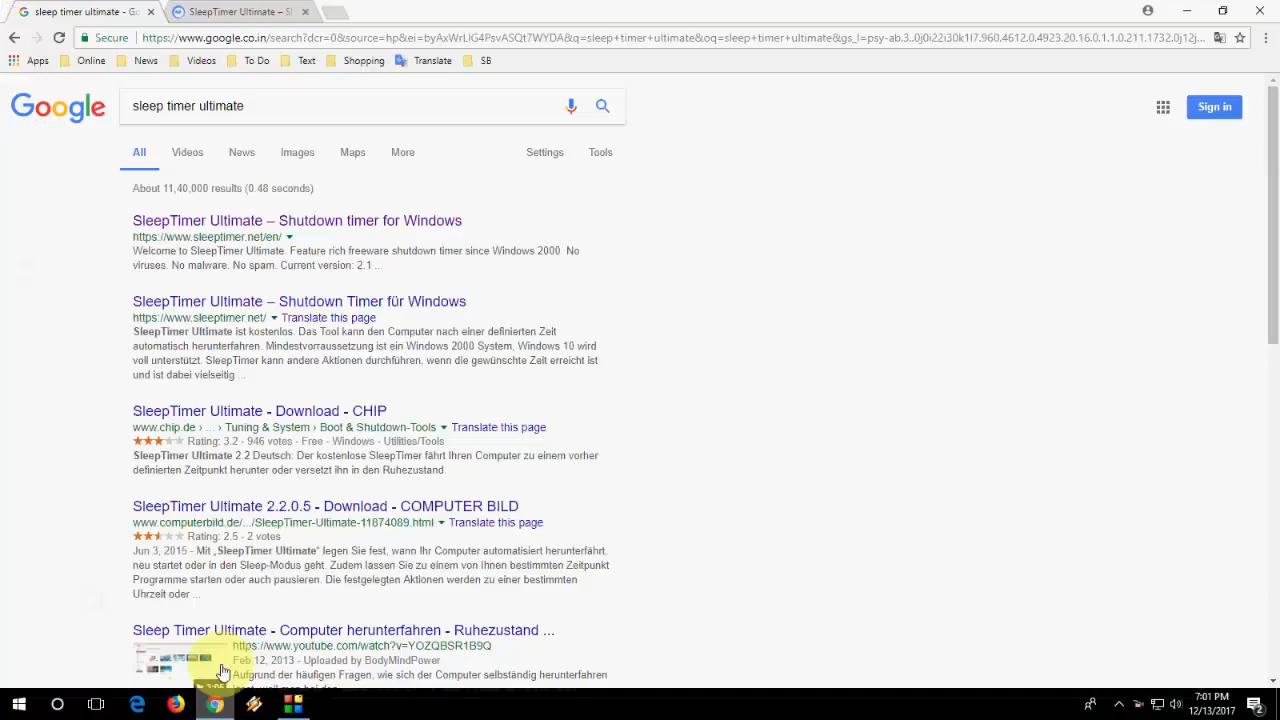 sleep timer ultimate - G
SleepTimer Ultimate – S
Secure
https://www.google.co.in/search?dcr=0&source=hp&ei=byAxWrLIG4PsvASQt7WYDA&q=sleep+timer+ultimate&oq=sleep+timer+ultimate&gs_l=psy-ab.3..0j0i22i30k1l7.960.4612.0.4923.20.16.0.1.1.0.211.1732.0j12j...
Apps
Online
News
Videos
To Do
Text
Shopping
Translate
SB
Google
sleep timer ultimate
Sign in
All
Videos
News
Images
Maps
More
Settings
Tools
About 11,40,000 results (0.48 seconds)
SleepTimer Ultimate – Shutdown timer for Windows
https://www.sleeptimer.net/en/
Welcome to SleepTimer Ultimate. Feature rich freeware shutdown timer since Windows 2000 No
viruses. No malware. No spam. Current version: 2.1 ...
SleepTimer Ultimate – Shutdown Timer für Windows
https://www.sleeptimer.net/ Translate this page
SleepTimer Ultimate ist kostenlos. Das Tool kann den Computer nach einer definierten Zeit
automatisch herunterfahren. Mindestvorraussetzung ist ein Windows 2000 System, Windows 10 wird
voll unterstützt. SleepTimer kann andere Aktionen durchführen, wenn die gewünschte Zeit erreicht ist
und ist dabei vielseitig ...
SleepTimer Ultimate - Download - CHIP
www.chip.de › ... › Tuning & System › Boot & Shutdown-Tools Translate this page
Rating: 3.2 - 946 votes - Free - Windows - Utilities/Tools
SleepTimer Ultimate 2.2 Deutsch: Der kostenlose SleepTimer fährt Ihren Computer zu einem vorher
definierten Zeitpunkt herunter oder versetzt ihn in den Ruhezustand.
SleepTimer Ultimate 2.2.0.5 - Download - COMPUTER BILD
www.computerbild.de/.../SleepTimer-Ultimate-11874089.html Translate this page
Rating: 2.5 - 2 votes
Jun 3, 2015 - Mit „SleepTimer Ultimate“ legen Sie fest, wann Ihr Computer automatisiert herunterfährt,
neu startet oder in den Sleep-Modus geht. Zudem lassen Sie zu einem von Ihnen bestimmten Zeitpunkt
Programme starten oder auch pausieren. Die festgelegten Aktionen werden zu einer bestimmten
Uhrzeit oder ...
Sleep Timer Ultimate - Computer herunterfahren - Ruhezustand ...
https://www.youtube.com/watch?v=YOZQBSR1B9Q
Feb 12, 2013 - Uploaded by BodyMindPower
Aufgrund der häufigen Fragen, wie sich der Computer selbständig herunterfahren
7:01 PM
12/13/2017
2